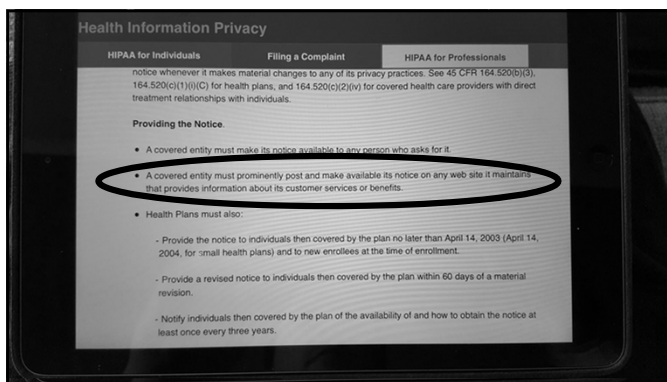 Health Information Privacy
HIPAA for Individuals Filing a Complaint HIPAA for Professionals
notice whenever it makes material changes to any of its privacy practices. See 45 CFR 164.520(b)(3),
164.520(c)(1)(i)(C) for health plans, and 164.520(c)(2)(iv) for covered health care providers with direct
treatment relationships with individuals.
Providing the Notice.
• A covered entity must make its notice available to any person who asks for it.
• A covered entity must prominently post and make available its notice on any web site it maintains
that provides information about its customer services or benefits.
• Health Plans must also:
- Provide the notice to individuals then covered by the plan no later than April 14, 2003 (April 14,
2004, for small health plans) and to new enrollees at the time of enrollment.
- Provide a revised notice to individuals then covered by the plan within 60 days of a material
revision.
- Notify individuals then covered by the plan of the availability of and how to obtain the notice at
least once every three years.